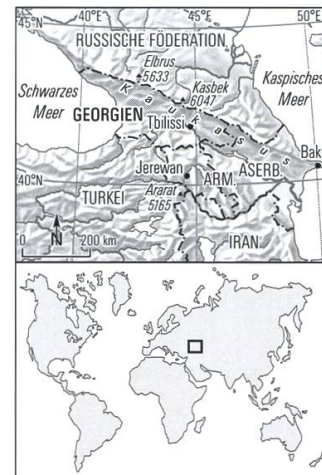 40°E 45°E 50°E
45°N
RUSSISCHE FÖDERATION
Elbrus
5633
Kasbek
6047
Kaspisches
Meer
Schwarzes
Meer
Kaukasus
GEORGIEN
Tbilissi
Bak
Jerewan
ASERB.
40°N
ARM.
TURKEI
Ararat
5165
N
0 200 km
IRAN